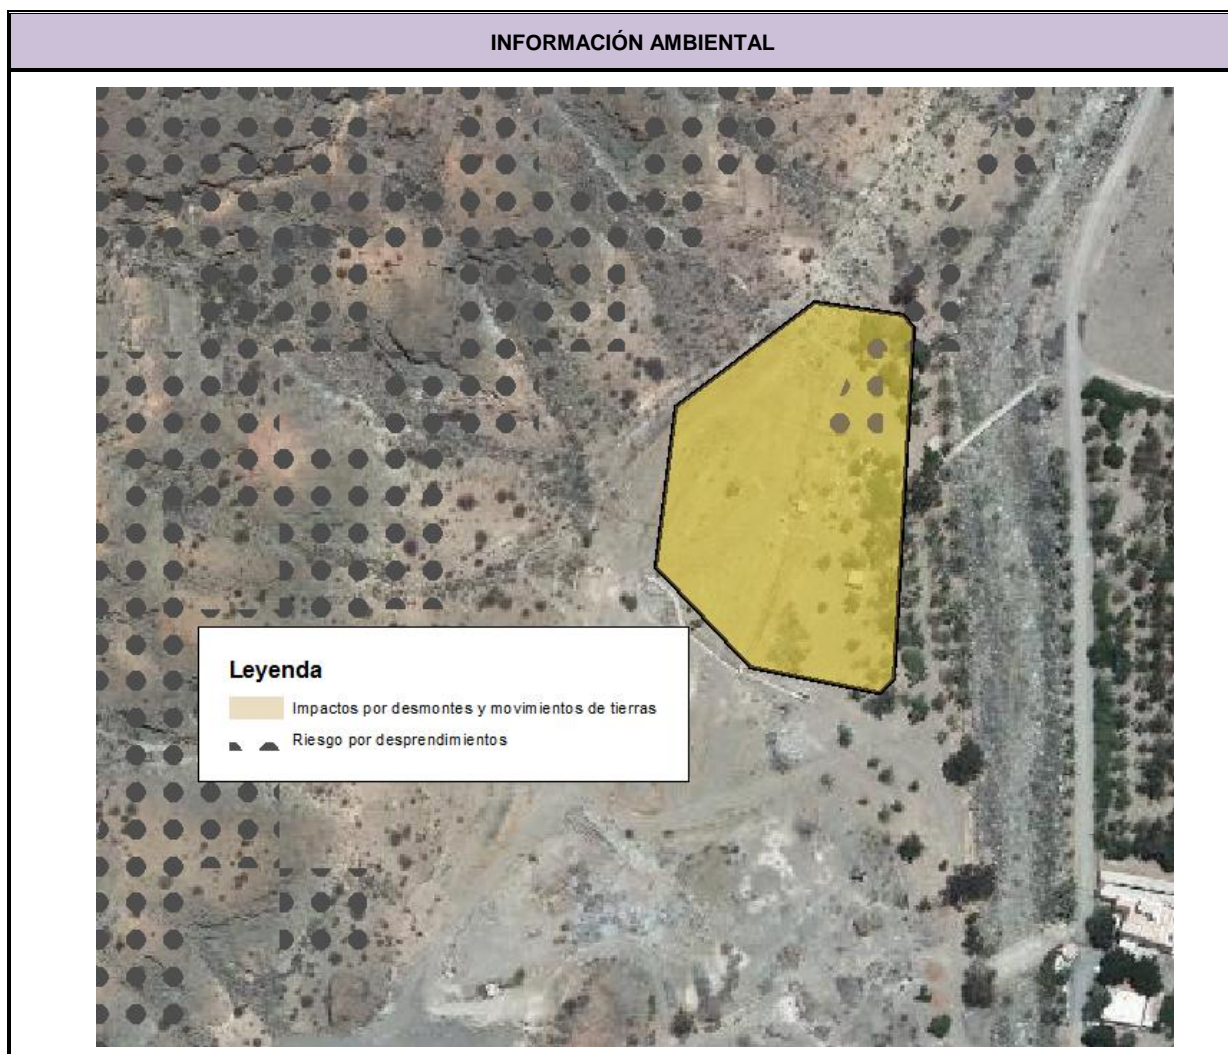 INFORMACIÓN AMBIENTAL
Leyenda
Impactos por desmontes y movimientos de tierras
Riesgo por desprendimientos